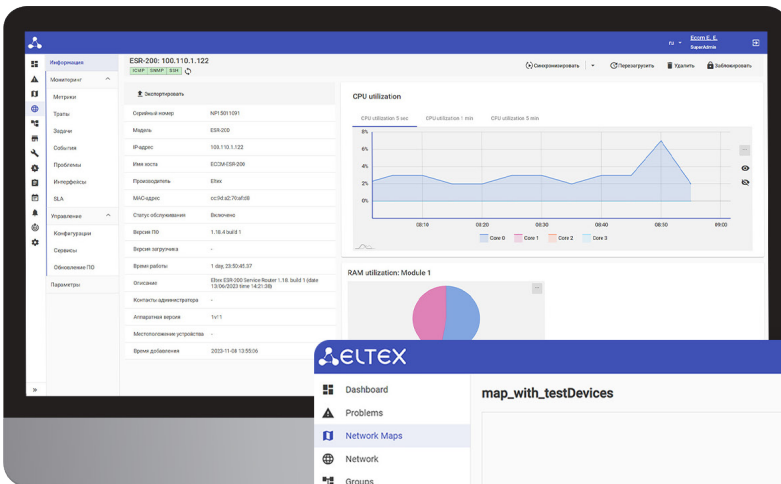 ru
Ecom E. E.
SuperAdmin
Информация
Мониторинг
Метрики
Трапы
Задачи
События
Проблемы
Интерфейсы
SLA
Управление
Конфигурации
Сервисы
Обновление ПО
Параметры
»
ESR-200: 100.110.1.122
ICMP SNMP SSH
Синхронизировать
Перезагрузить
Удалить
Заблокировать
Экспортировать
Серийный номер NP15011091
Модель ESR-200
IP-адрес 100.110.1.122
Имя хоста ECOM-ESR-200
Производитель Eltex
MAC-адрес
Статус обслуживания Включено
Версия ПО 1.18.4 build 1
Версия загрузчика -
Время работы 1 day, 23:50:45.37
Описание Eltex ESR-200 Service Router 1.18. build 1 (date
13/06/2023 time 14:21:38)
Контакты администратора -
Аппаратная версия 1v11
Местоположение устройства -
Время добавления 2023-11-08 13:55:06
CPU utilization
CPU utilization 5 sec CPU utilization 1 min CPU utilization 5 min
8%
6%
4%
2%
0%
08:10 08:20 08:30 08:40 08:50 09:00
Core 0 Core 1 Core 2 Core 3
RAM utilization: Module 1
ELTEX
Dashboard
Problems
Network Maps
Network
Groups
map_with_testDevices